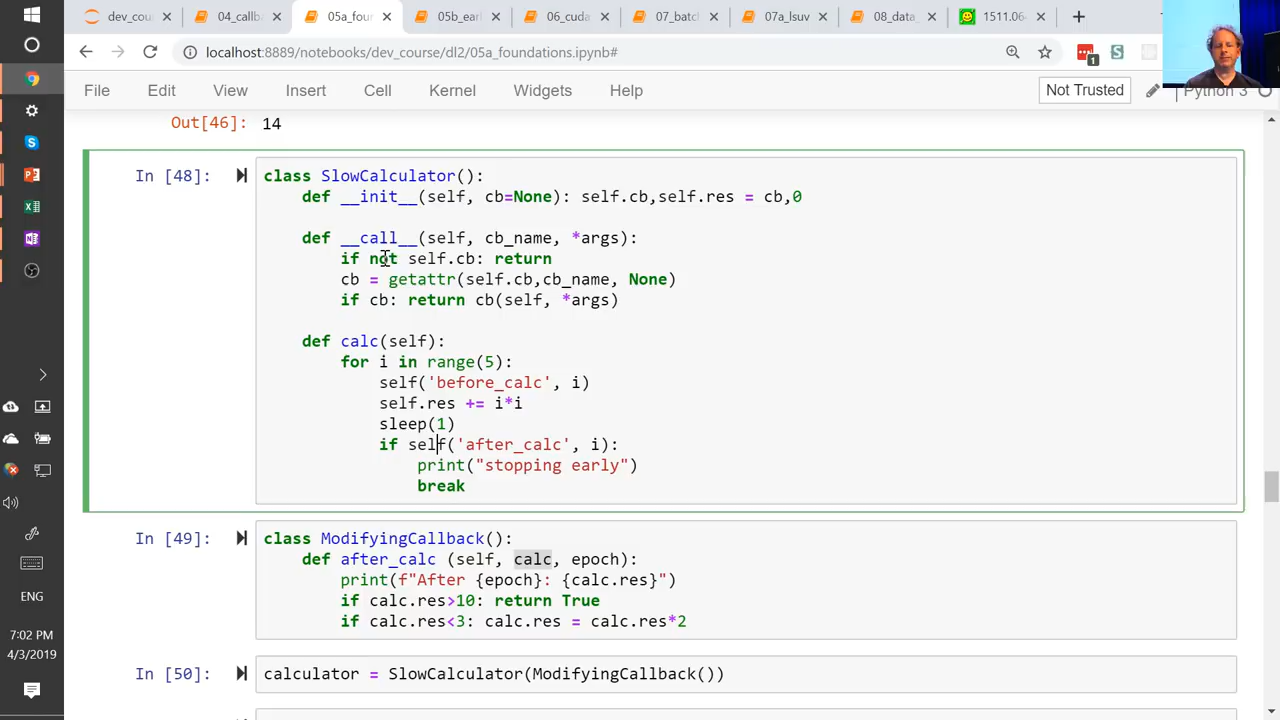 dev_cou
04_callb
05a_four
05b_earl
06_cuda
07_batch
07a_lsuv
08_data_
1511.06
localhost:8889/notebooks/dev_course/dl2/05a_foundations.ipynb#
1
File Edit View Insert Cell Kernel Widgets Help
Not Trusted
Python 3
Out[46]: 14
In [48]:
class SlowCalculator():
    def __init__(self, cb=None): self.cb,self.res = cb,0
    def __call__(self, cb_name, *args):
        if not self.cb: return
        cb = getattr(self.cb,cb_name, None)
        if cb: return cb(self, *args)
    def calc(self):
        for i in range(5):
            self('before_calc', i)
            self.res += i*i
            sleep(1)
            if self('after_calc', i):
                print("stopping early")
                break
In [49]:
class ModifyingCallback():
    def after_calc (self, calc, epoch):
        print(f"After {epoch}: {calc.res}")
        if calc.res>10: return True
        if calc.res<3: calc.res = calc.res*2
In [50]:
calculator = SlowCalculator(ModifyingCallback())
ENG
7:02 PM
4/3/2019